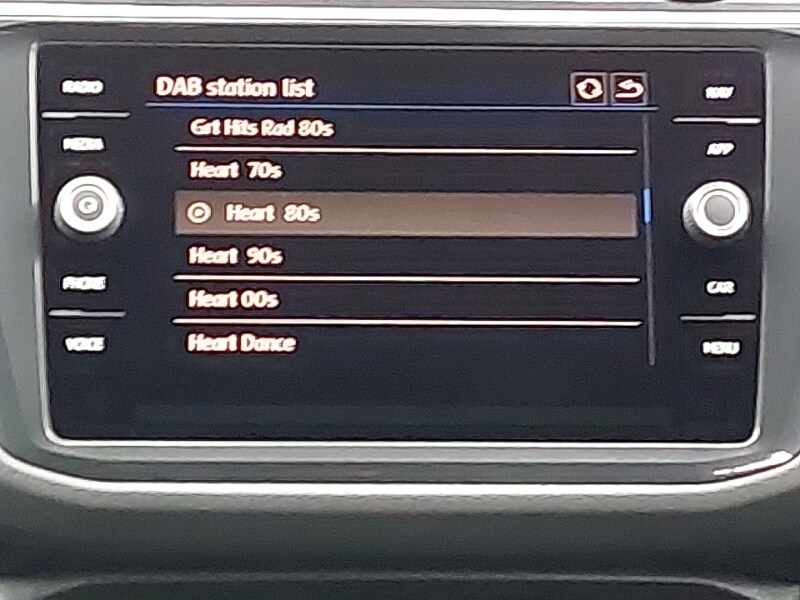 RADIO
DAB station list
NAV
MEDIA
Grt Hits Rad 80s
APP
Heart 70s
Heart 80s
Heart 90s
PHONE
CAR
Heart 00s
VOICE
Heart Dance
MENU